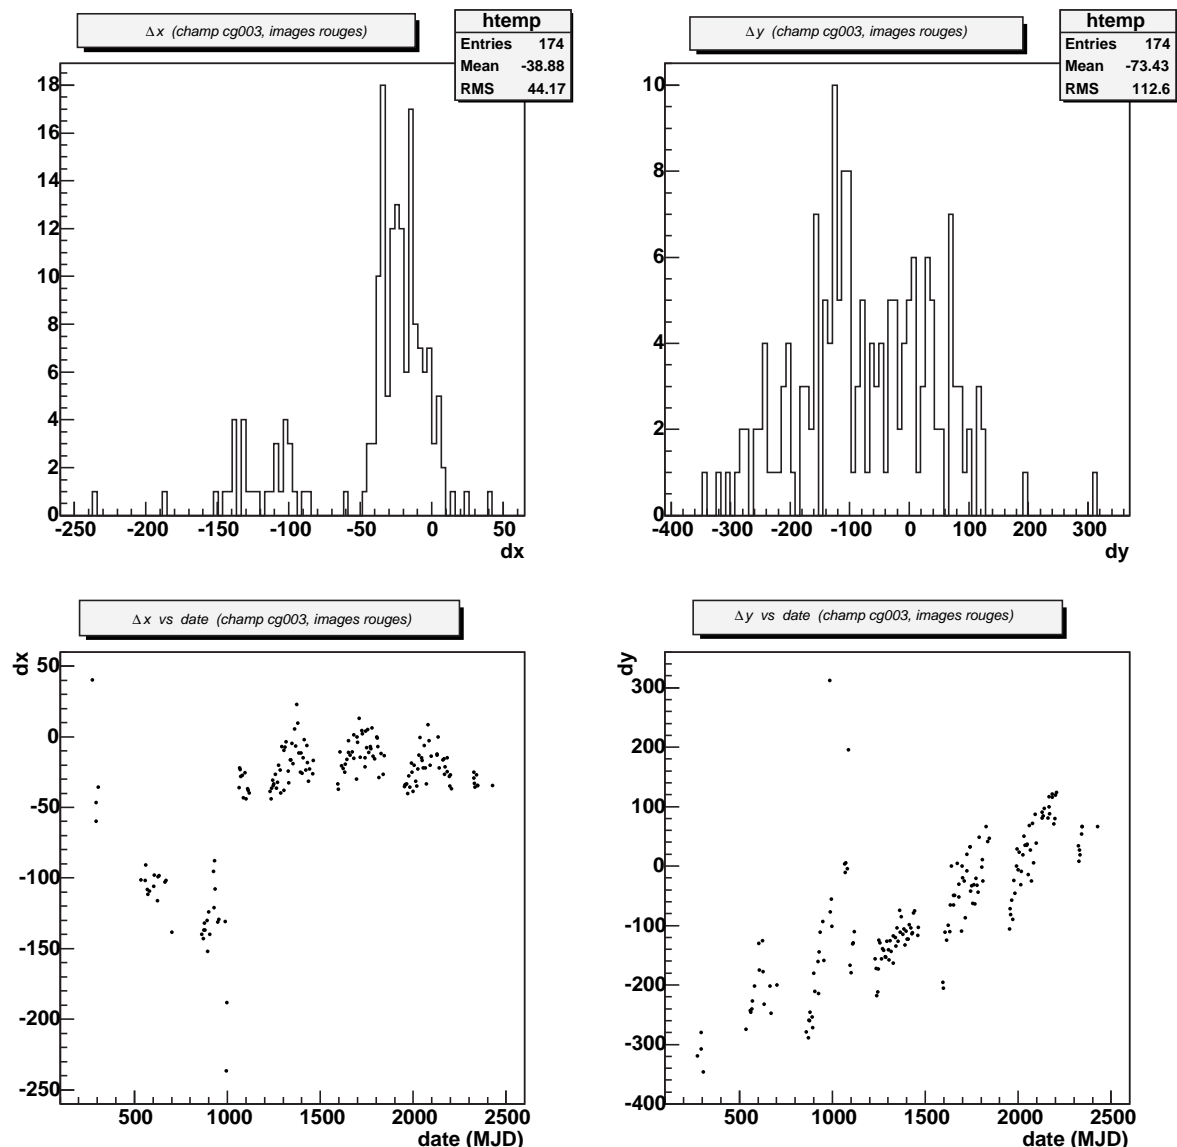 Δx (champ cg003, images rouges)
htemp
Entries 174
Mean -38.88
RMS 44.17
18
16
14
12
10
8
6
4
2
0
-250 -200 -150 -100 -50 0 50
dx
Δy (champ cg003, images rouges)
htemp
Entries 174
Mean -73.43
RMS 112.6
10
8
6
4
2
0
-400 -300 -200 -100 0 100 200 300
dy
Δx vs date (champ cg003, images rouges)
dx
50
0
-50
-100
-150
-200
-250
500 1000 1500 2000 2500
date (MJD)
Δy vs date (champ cg003, images rouges)
dy
300
200
100
0
-100
-200
-300
-400
500 1000 1500 2000 2500
date (MJD)